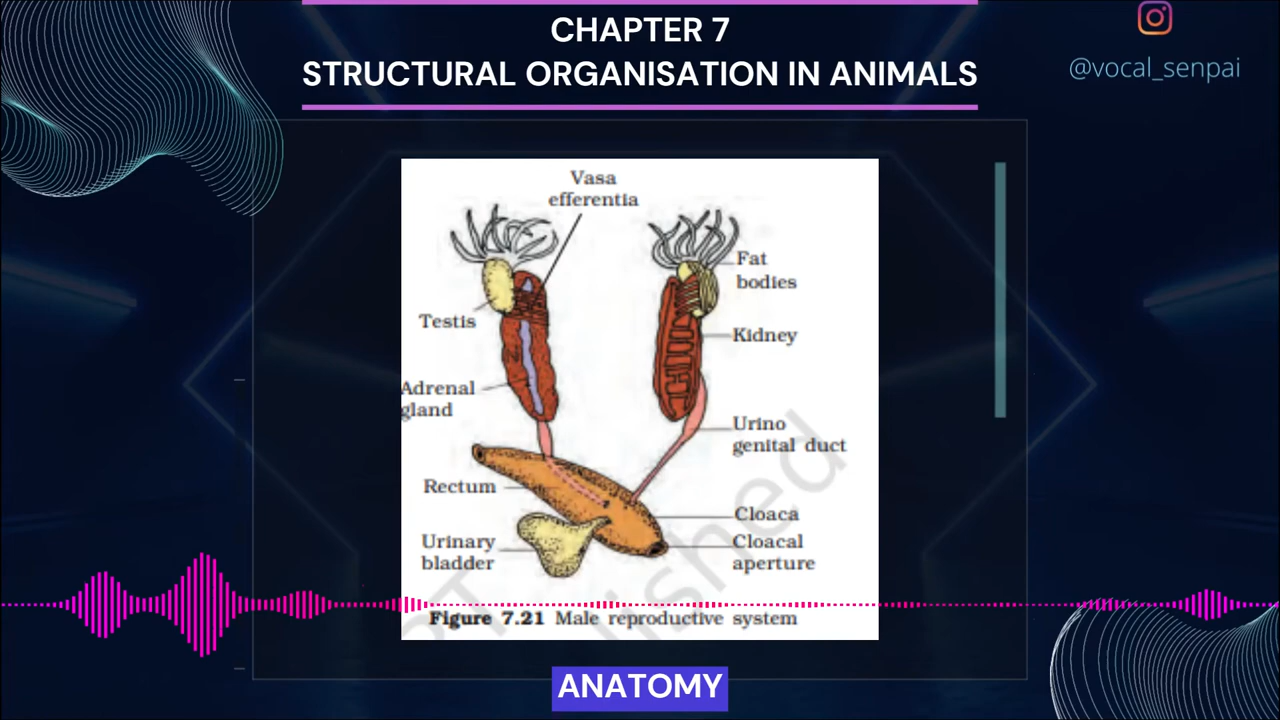 CHAPTER 7
STRUCTURAL ORGANISATION IN ANIMALS
@vocal_senpai
Vasa
efferentia
Fat
bodies
Testis
Kidney
Adrenal
gland
Urino
genital duct
Rectum
Cloaca
Urinary
bladder
Cloacal
aperture
Figure 7.21 Male reproductive system
ANATOMY